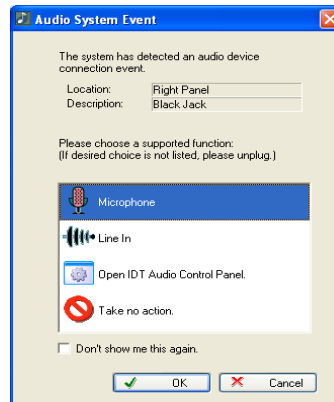 Audio System Event
The system has detected an audio device
connection event.
Location: Right Panel
Description: Black Jack
Please choose a supported function:
(If desired choice is not listed, please unplug.)
Microphone
Line In
Open IDT Audio Control Panel.
Take no action.
Don't show me this again.
OK Cancel